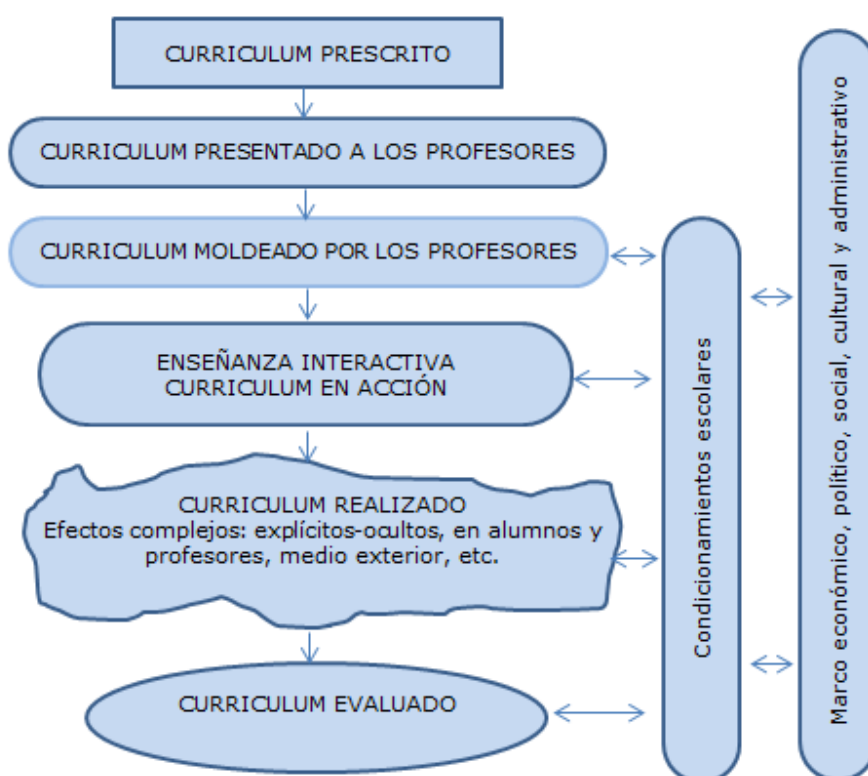 CURRICULUM PRESCRITO
CURRICULUM PRESENTADO A LOS PROFESORES
CURRICULUM MOLDEADO POR LOS PROFESORES
ENSEÑANZA INTERACTIVA
CURRICULUM EN ACCIÓN
CURRICULUM REALIZADO
Efectos complejos: explícitos-ocultos, en alumnos y
profesores, medio exterior, etc.
CURRICULUM EVALUADO
Condicionamientos escolares
Marco económico, político, social, cultural y administrativo